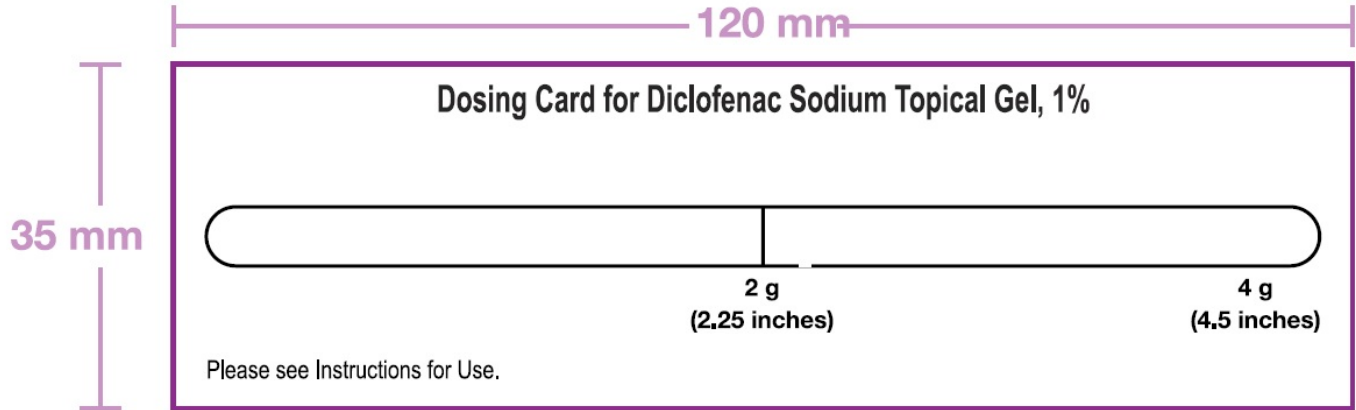 120 mm
Dosing Card for Diclofenac Sodium Topical Gel, 1%
35 mm
2 g
(2.25 inches)
4 g
(4.5 inches)
Please see Instructions for Use.